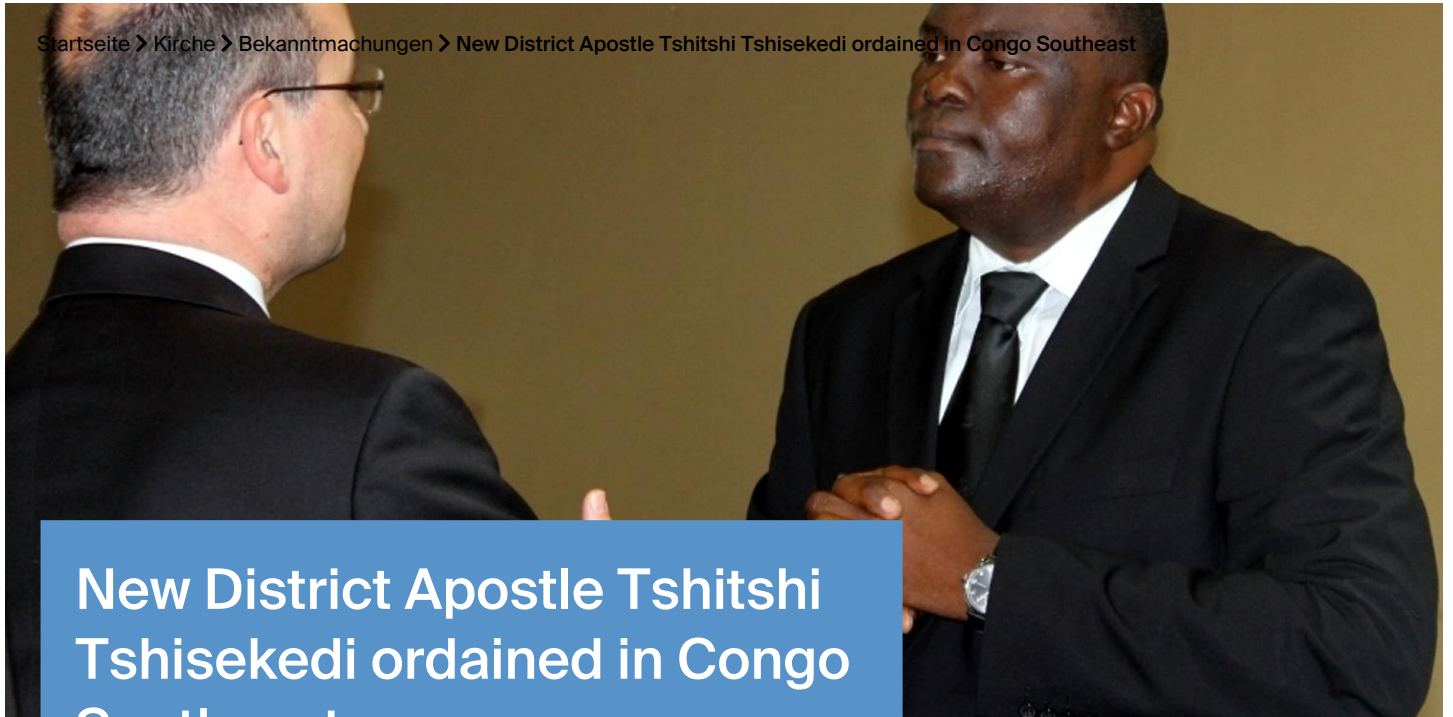 Startseite > Kirche > Bekanntmachungen > New District Apostle Tshitshi Tshisekedi ordained in Congo Southeast
New District Apostle Tshitshi
Tshisekedi ordained in Congo
Southeast